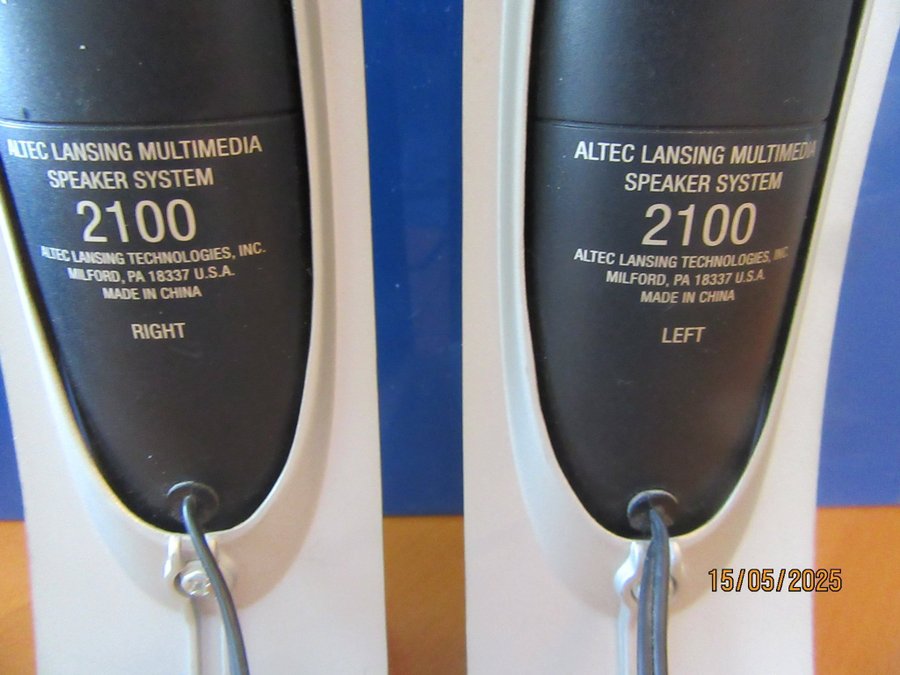 ALTEC LANSING MULTIMEDIA
SPEAKER SYSTEM
2100
ALTEC LANSING TECHNOLOGIES, INC.
MILFORD, PA 18337 U.S.A.
MADE IN CHINA
RIGHT
ALTEC LANSING MULTIMEDIA
SPEAKER SYSTEM
2100
ALTEC LANSING TECHNOLOGIES, INC.
MILFORD, PA 18337 U.S.A.
MADE IN CHINA
LEFT
15/05/2025